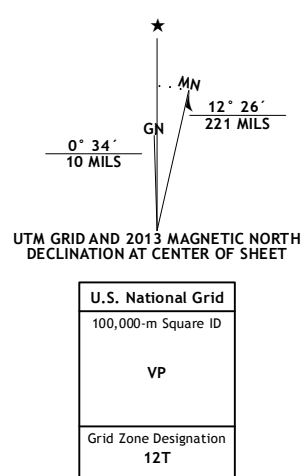 ★
MN
GN
12° 26´
221 MILS
0° 34´
10 MILS
UTM GRID AND 2013 MAGNETIC NORTH
DECLINATION AT CENTER OF SHEET
U.S. National Grid
100,000-m Square ID
VP
Grid Zone Designation
12T